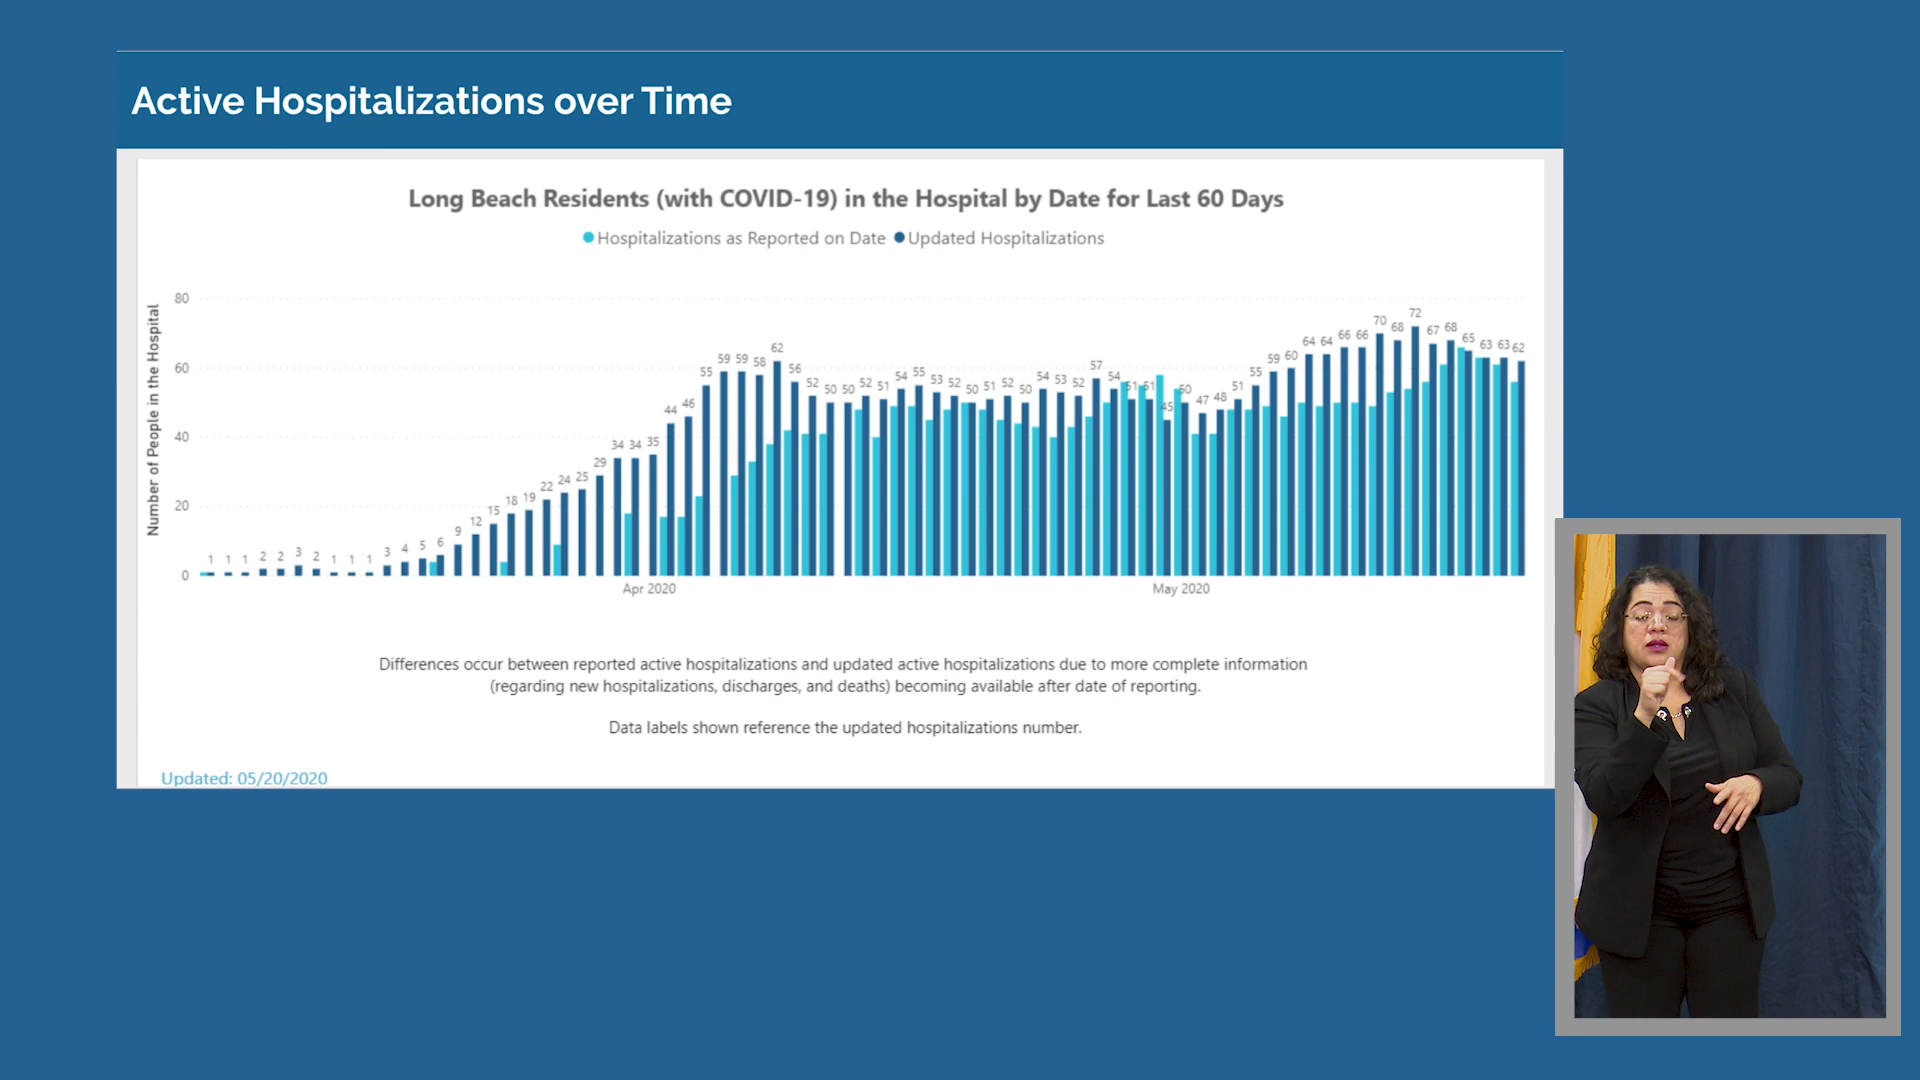 Active Hospitalizations over Time
Long Beach Residents (with COVID-19) in the Hospital by Date for Last 60 Days
Hospitalizations as Reported on Date Updated Hospitalizations
Number of People in the Hospital
80
60
40
20
0
1 1 1 2 2 3 2 1 1 1 3 4 5 6 9 12 15 18 19 22 24 25 29 34 34 35 44 46 55 59 59 58 62 56 52 50 50 52 51 54 55 53 52 50 51 52 50 54 53 52 57 54 51 51 45 50 47 48 51 55 59 60 64 64 66 66 70 68 72 67 68 65 63 63 62
Apr 2020 May 2020
Differences occur between reported active hospitalizations and updated active hospitalizations due to more complete information
(regarding new hospitalizations, discharges, and deaths) becoming available after date of reporting.
Data labels shown reference the updated hospitalizations number.
Updated: 05/20/2020